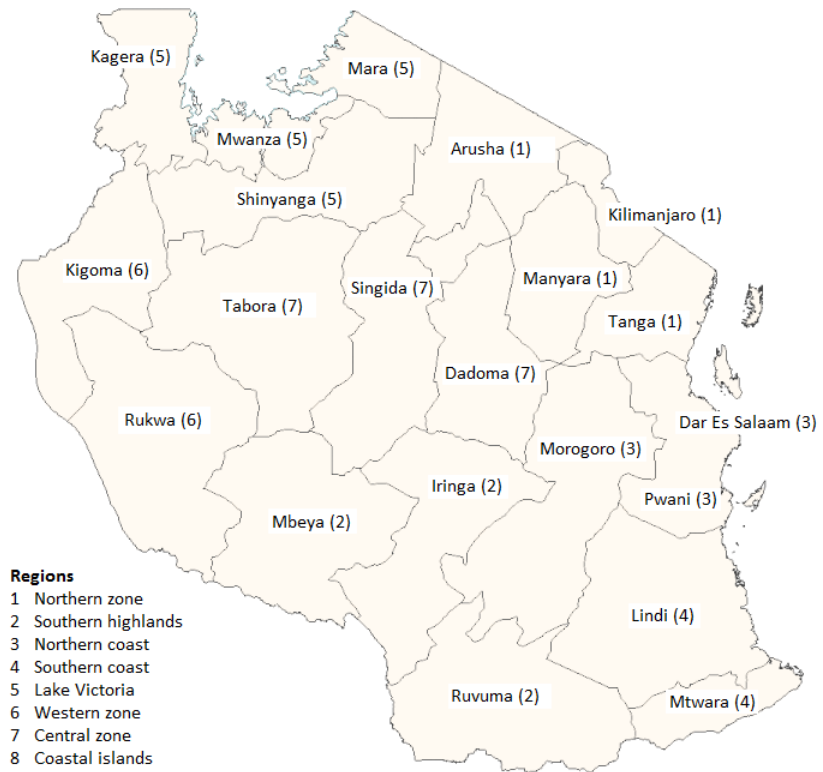 Kagera (5)
Mara (5)
Mwanza (5)
Arusha (1)
Shinyanga (5)
Kilimanjaro (1)
Kigoma (6)
Singida (7)
Manyara (1)
Tabora (7)
Tanga (1)
Dadoma (7)
Rukwa (6)
Dar Es Salaam (3)
Morogoro (3)
Iringa (2)
Pwani (3)
Mbeya (2)
Regions
1 Northern zone
2 Southern highlands
3 Northern coast
4 Southern coast
5 Lake Victoria
6 Western zone
7 Central zone
8 Coastal islands
Lindi (4)
Ruvuma (2)
Mtwara (4)